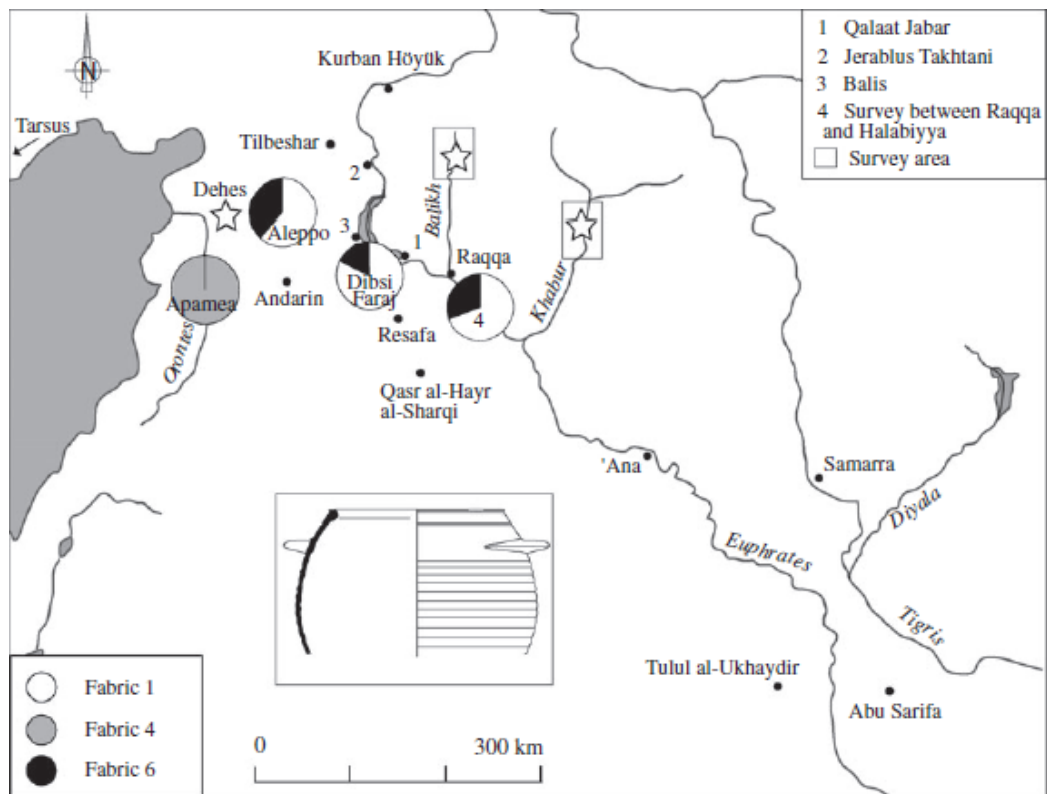 N
Tarsus
Kurban Höyük
Tilbeshar
2
Dehes
Aleppo
3
Balikh
1
Raqqa
Dibsi
Faraj
4
Khabur
Apamea
Andarin
Resafa
Orontes
Qasr al-Hayr
al-Sharqi
'Ana
Samarra
Diyala
Euphrates
Tigris
Tulul al-Ukhaydir
Abu Sarifa
1 Qalaat Jabar
2 Jerablus Takhtani
3 Balis
4 Survey between Raqqa
and Halabiyya
Survey area
Fabric 1
Fabric 4
Fabric 6
0 300 km